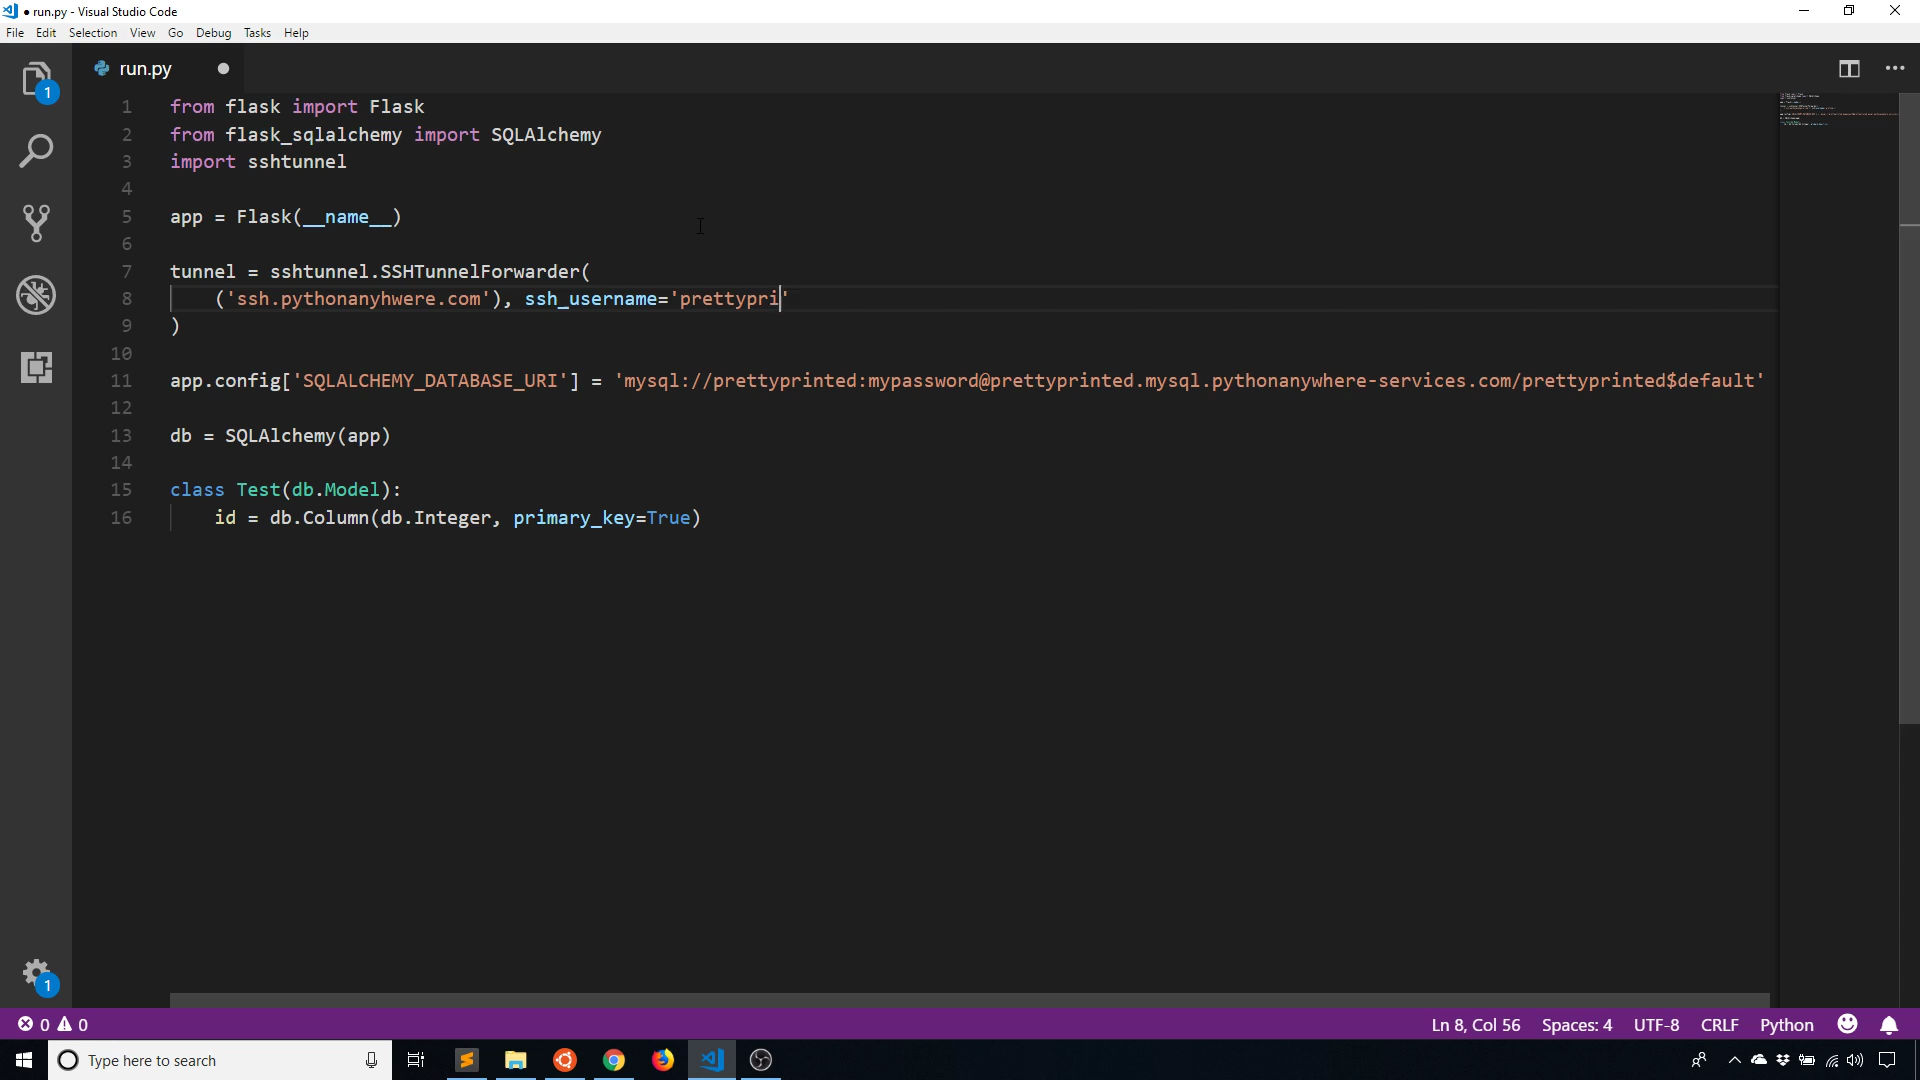 ● run.py - Visual Studio Code
File Edit Selection View Go Debug Tasks Help
1 run.py
1 from flask import Flask
2 from flask_sqlalchemy import SQLAlchemy
3 import sshtunnel
4
5 app = Flask(__name__)
6
7 tunnel = sshtunnel.SSHTunnelForwarder(
8 ('ssh.pythonanyhwere.com'), ssh_username='prettypri'
9 )
10
11 app.config['SQLALCHEMY_DATABASE_URI'] = 'mysql://prettyprinted:mypassword@prettyprinted.mysql.pythonanywhere-services.com/prettyprinted$default'
12
13 db = SQLAlchemy(app)
14
15 class Test(db.Model):
16 id = db.Column(db.Integer, primary_key=True)
1
0 0 Ln 8, Col 56 Spaces: 4 UTF-8 CRLF Python
Type here to search